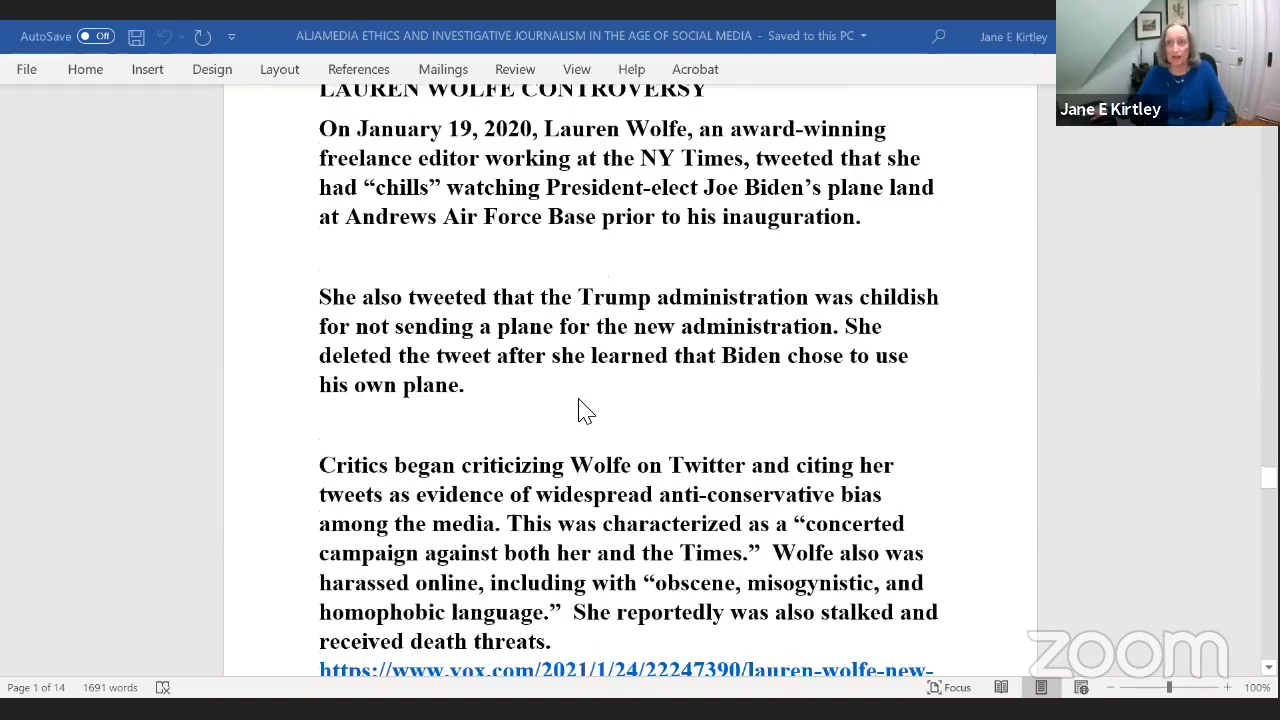 AutoSave Off
ALJAMEDIA ETHICS AND INVESTIGATIVE JOURNALISM IN THE AGE OF SOCIAL MEDIA - Saved to this PC
Jane E Kirtley
File Home Insert Design Layout References Mailings Review View Help Acrobat
Jane E Kirtley
LAUREN WOLFE CONTROVERSY
On January 19, 2020, Lauren Wolfe, an award-winning
freelance editor working at the NY Times, tweeted that she
had “chills” watching President-elect Joe Biden’s plane land
at Andrews Air Force Base prior to his inauguration.
She also tweeted that the Trump administration was childish
for not sending a plane for the new administration. She
deleted the tweet after she learned that Biden chose to use
his own plane.
Critics began criticizing Wolfe on Twitter and citing her
tweets as evidence of widespread anti-conservative bias
among the media. This was characterized as a “concerted
campaign against both her and the Times.” Wolfe also was
harassed online, including with “obscene, misogynistic, and
homophobic language.” She reportedly was also stalked and
received death threats.
https://www.vox.com/2021/1/24/22247390/lauren-wolfe-new-
zoom
Page 1 of 14 1691 words Focus 100%